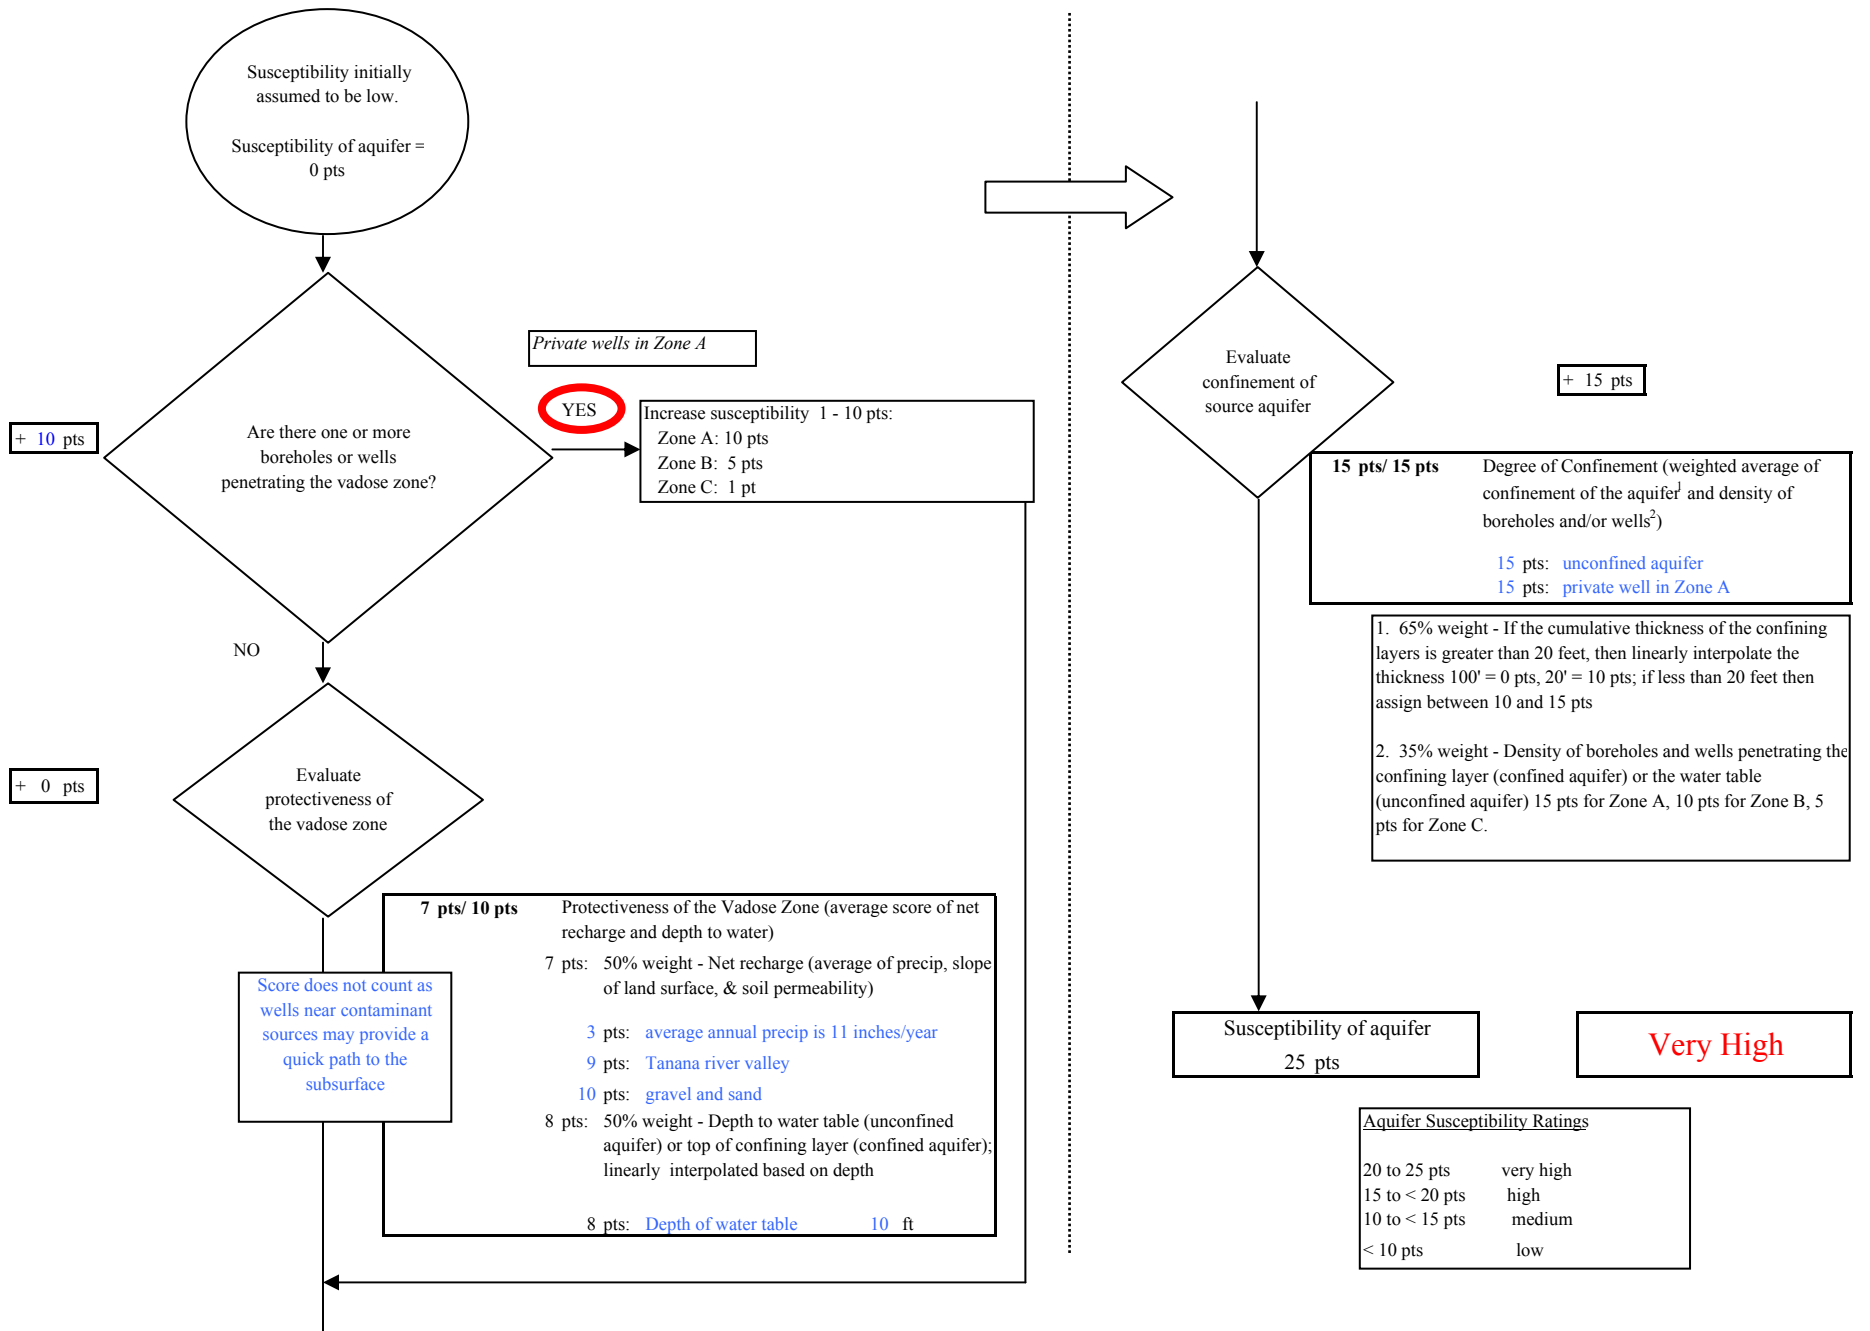 Susceptibility initially
assumed to be low.
Susceptibility of aquifer =
0 pts
Private wells in Zone A
YES
Increase susceptibility 1 - 10 pts:
Zone A: 10 pts
Zone B: 5 pts
Zone C: 1 pt
+ 10 pts
Are there one or more
boreholes or wells
penetrating the vadose zone?
NO
+ 0 pts
Evaluate
protectiveness of
the vadose zone
7 pts/ 10 pts Protectiveness of the Vadose Zone (average score of net
recharge and depth to water)
7 pts: 50% weight - Net recharge (average of precip, slope
of land surface, & soil permeability)
3 pts: average annual precip is 11 inches/year
9 pts: Tanana river valley
10 pts: gravel and sand
8 pts: 50% weight - Depth to water table (unconfined
aquifer) or top of confining layer (confined aquifer);
linearly interpolated based on depth
8 pts: Depth of water table 10 ft
Score does not count as
wells near contaminant
sources may provide a
quick path to the
subsurface
Evaluate
confinement of
source aquifer
+ 15 pts
15 pts/ 15 pts Degree of Confinement (weighted average of
confinement of the aquifer1 and density of
boreholes and/or wells2)
15 pts: unconfined aquifer
15 pts: private well in Zone A
1. 65% weight - If the cumulative thickness of the confining
layers is greater than 20 feet, then linearly interpolate the
thickness 100' = 0 pts, 20' = 10 pts; if less than 20 feet then
assign between 10 and 15 pts
2. 35% weight - Density of boreholes and wells penetrating the
confining layer (confined aquifer) or the water table
(unconfined aquifer) 15 pts for Zone A, 10 pts for Zone B, 5
pts for Zone C.
Susceptibility of aquifer
25 pts
Very High
Aquifer Susceptibility Ratings
20 to 25 pts very high
15 to < 20 pts high
10 to < 15 pts medium
< 10 pts low